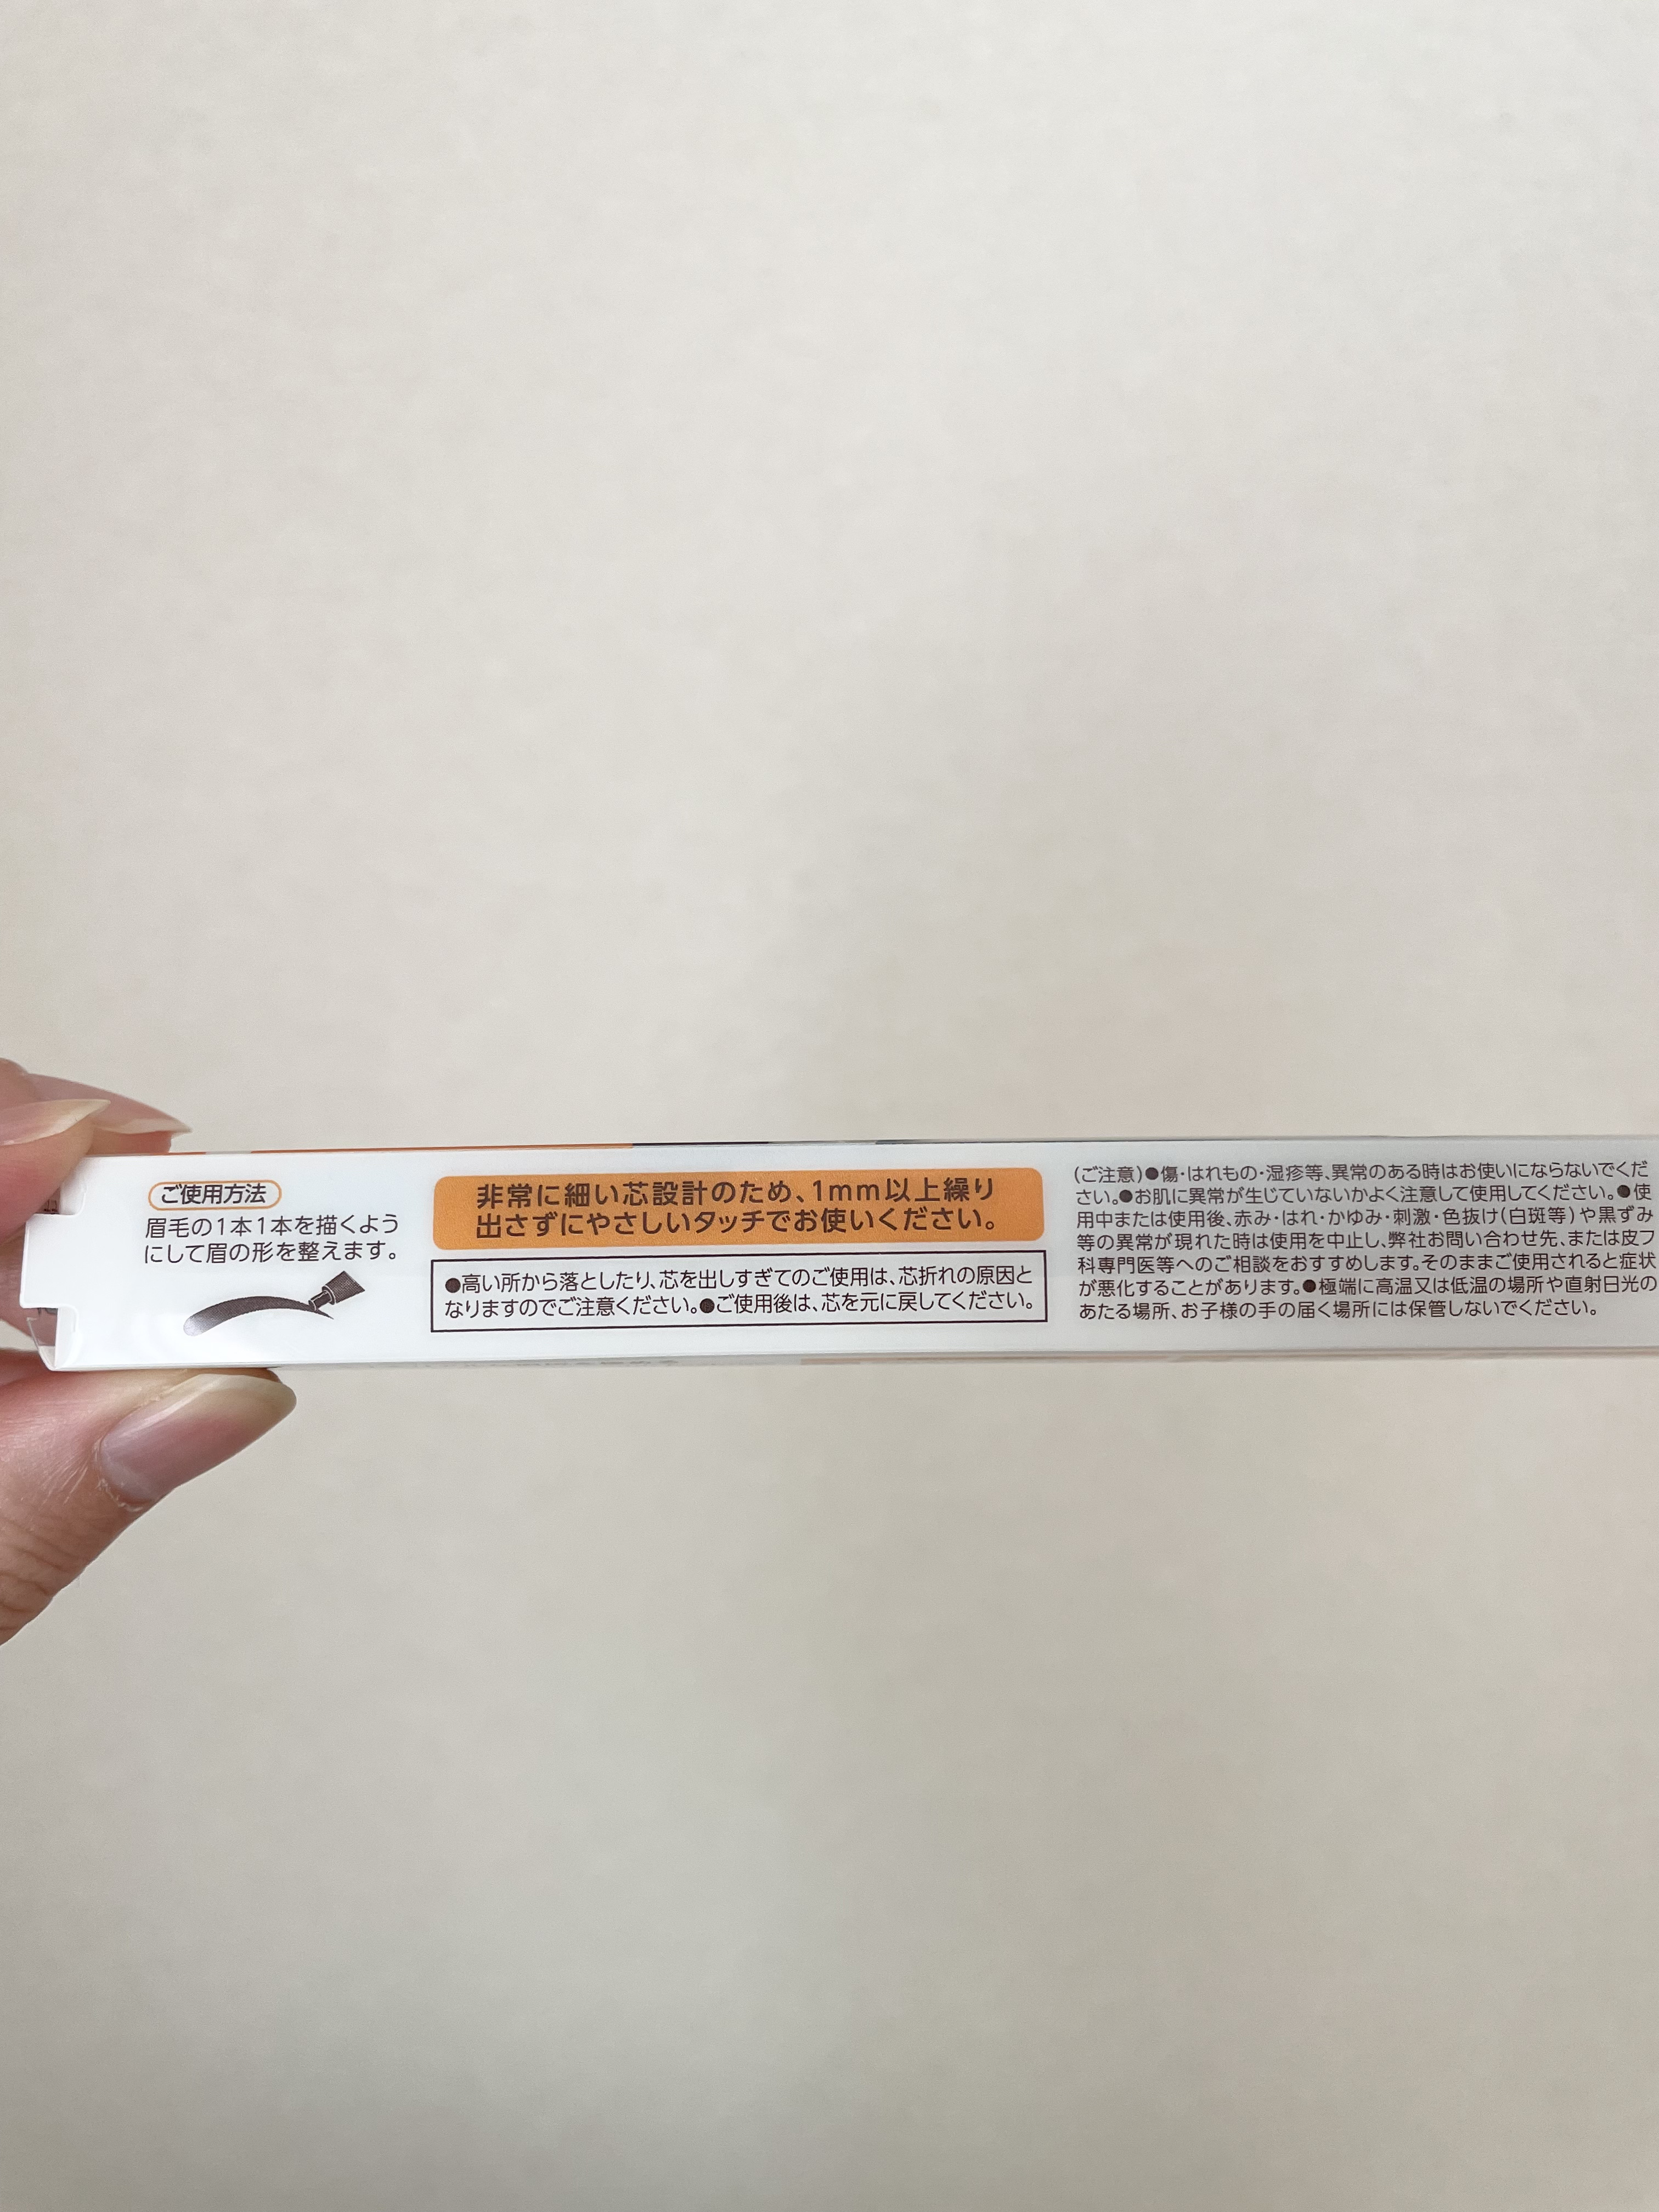 ご使用方法
眉毛の1本1本を描くよう
にして眉の形を整えます。
非常に細い芯設計のため、1mm以上繰り
出さずにやさしいタッチでお使いください。
●高い所から落としたり、芯を出しすぎてのご使用は、芯折れの原因と
なりますのでご注意ください。●ご使用後は、芯を元に戻してください。
(ご注意)●傷・はれもの・湿疹等、異常のある時はお使いにならないでくだ
さい。●お肌に異常が生じていないかよく注意して使用してください。●使
用中または使用後、赤み・はれ・かゆみ・刺激・色抜け(白斑等)や黒ずみ
等の異常が現れた時は使用を中止し、弊社お問い合わせ先、または皮フ
科専門医等へのご相談をおすすめします。そのままご使用されると症状
が悪化することがあります。●極端に高温又は低温の場所や直射日光の
あたる場所、お子様の手の届く場所には保管しないでください。